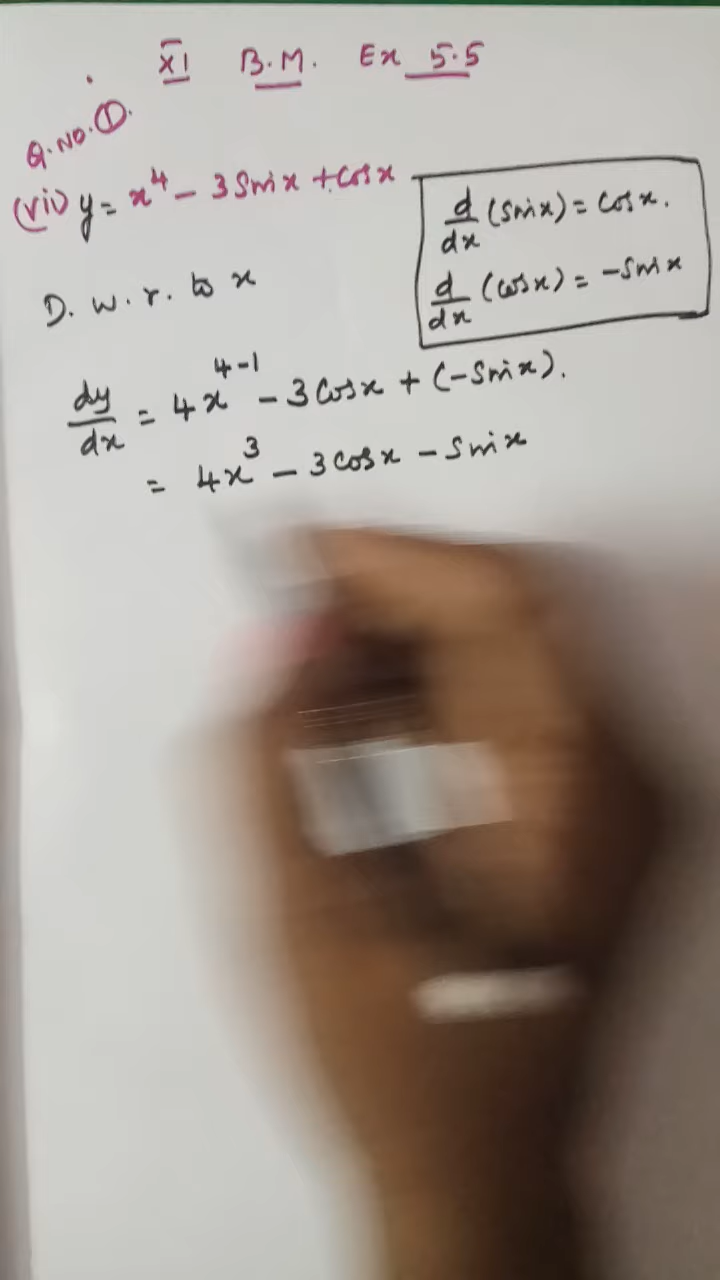 XI B.M. Ex 5.5
Q.NO.①.
(vii) y = x⁴ - 3 Sin x + Cos x
d/dx (Sin x) = Cos x.
d/dx (Cos x) = - Sin x
D. w. r. to x
dy/dx = 4x⁴⁻¹ - 3 Cos x + (- Sin x).
= 4x³ - 3 Cos x - Sin x